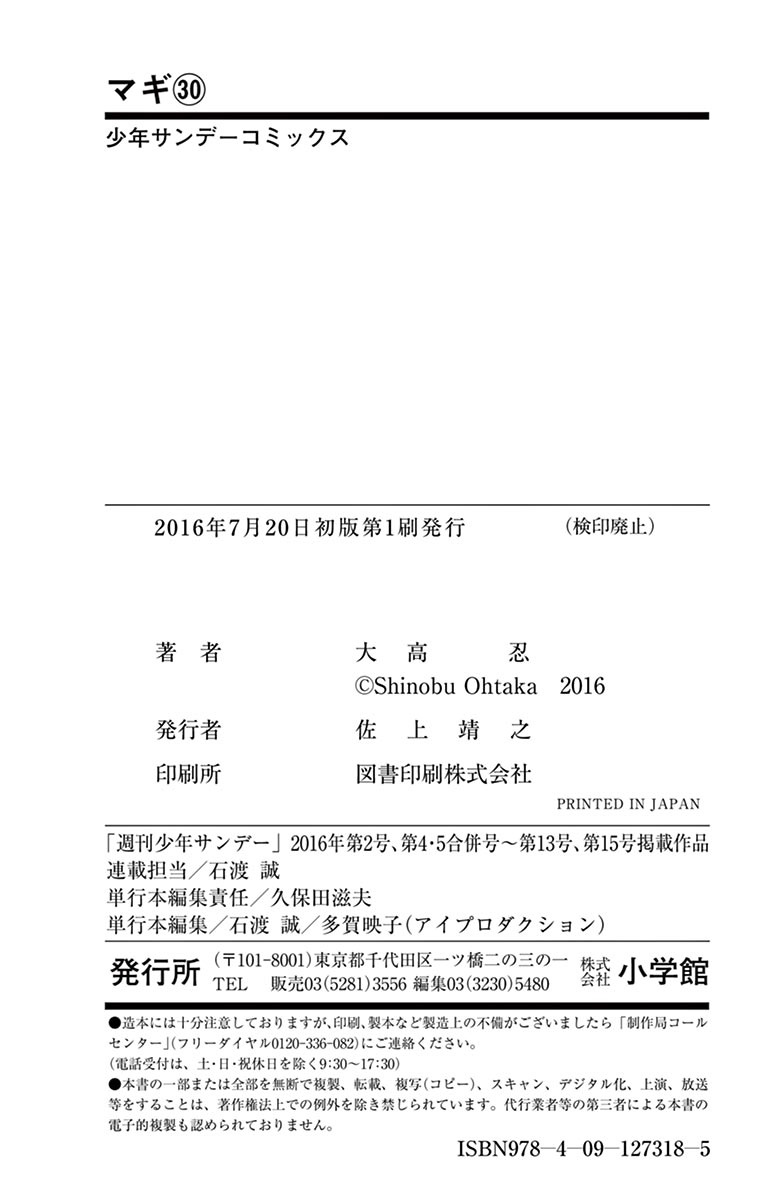 マギ㉚
少年サンデーコミックス
2016年7月20日初版第1刷発行　（検印廃止）
著者　大高　忍
©Shinobu Ohtaka　2016
発行者　佐上靖之
印刷所　図書印刷株式会社
PRINTED IN JAPAN
「週刊少年サンデー」2016年第2号、第4・5合併号～第13号、第15号掲載作品
連載担当／石渡 誠
単行本編集責任／久保田滋夫
単行本編集／石渡 誠／多賀映子（アイプロダクション）
発行所　（〒101-8001）東京都千代田区一ツ橋二の三の一　株式会社　小学館
TEL　販売03(5281)3556 編集03(3230)5480
●造本には十分注意しておりますが、印刷、製本など製造上の不備がございましたら「制作局コール
センター」（フリーダイヤル0120-336-082）にご連絡ください。
（電話受付は、土・日・祝休日を除く9:30～17:30）
●本書の一部または全部を無断で複製、転載、複写（コピー）、スキャン、デジタル化、上演、放送
等をすることは、著作権法上での例外を除き禁じられています。代行業者等の第三者による本書の
電子的複製も認められておりません。
ISBN978-4-09-127318-5